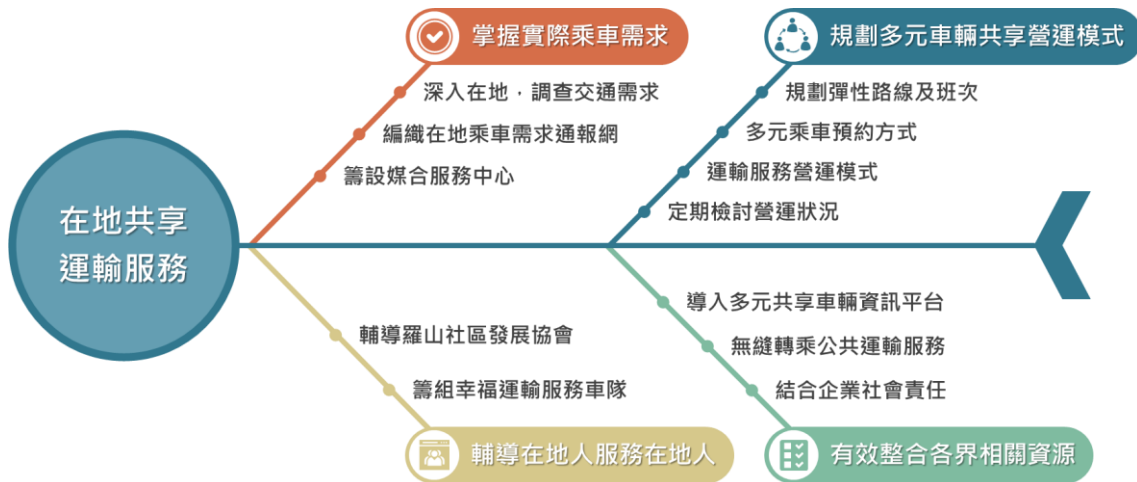 在地共享
運輸服務
掌握實際乘車需求
深入在地，調查交通需求
編織在地乘車需求通報網
籌設媒合服務中心
規劃多元車輛共享營運模式
規劃彈性路線及班次
多元乘車預約方式
運輸服務營運模式
定期檢討營運狀況
輔導羅山社區發展協會
籌組幸福運輸服務車隊
輔導在地人服務在地人
導入多元共享車輛資訊平台
無縫轉乘公共運輸服務
結合企業社會責任
有效整合各界相關資源